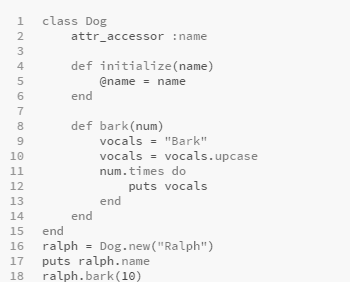 1 class Dog
2     attr_accessor :name
3
4     def initialize(name)
5         @name = name
6     end
7
8     def bark(num)
9         vocals = "Bark"
10         vocals = vocals.upcase
11         num.times do
12             puts vocals
13         end
14     end
15 end
16 ralph = Dog.new("Ralph")
17 puts ralph.name
18 ralph.bark(10)